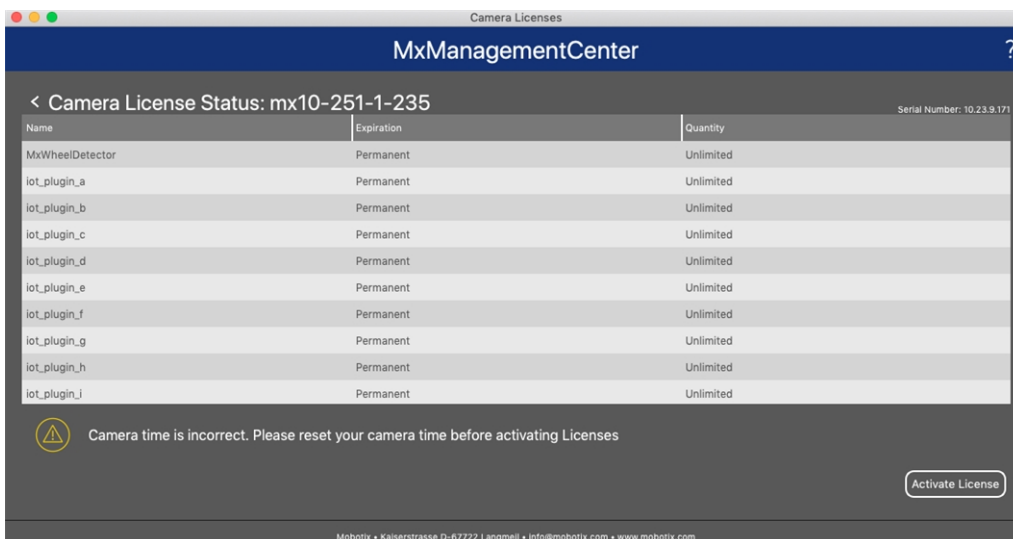 Camera Licenses
MxManagementCenter
?
< Camera License Status: mx10-251-1-235
Serial Number: 10.23.9.171
Name Expiration Quantity
MxWheelDetector Permanent Unlimited
iot_plugin_a Permanent Unlimited
iot_plugin_b Permanent Unlimited
iot_plugin_c Permanent Unlimited
iot_plugin_d Permanent Unlimited
iot_plugin_e Permanent Unlimited
iot_plugin_f Permanent Unlimited
iot_plugin_g Permanent Unlimited
iot_plugin_h Permanent Unlimited
iot_plugin_i Permanent Unlimited
Camera time is incorrect. Please reset your camera time before activating Licenses
Activate License
Mobotix • Kaiserstrasse D-67722 Langmeil • info@mobotix.com • www.mobotix.com